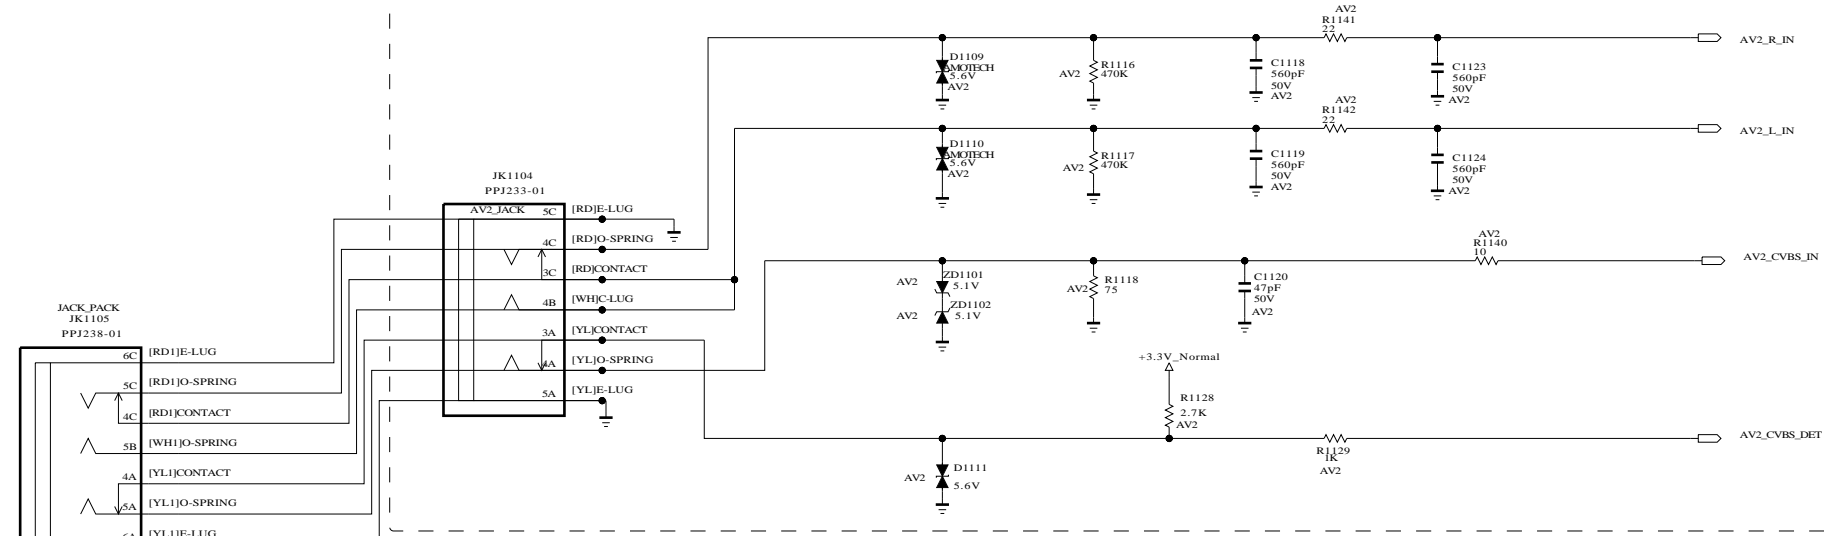 AV2
R1141
22
AV2_R_IN
D1109
AMOTECH
5.6V
AV2
AV2
R1116
470K
C1118
560pF
50V
AV2
C1123
560pF
50V
AV2
AV2
R1142
22
AV2_L_IN
D1110
AMOTECH
5.6V
AV2
AV2
R1117
470K
C1119
560pF
50V
AV2
C1124
560pF
50V
AV2
JK1104
PPJ233-01
AV2_JACK
5C
[RD]E-LUG
4C
[RD]O-SPRING
3C
[RD]CONTACT
4B
[WH]C-LUG
3A
[YL]CONTACT
4A
[YL]O-SPRING
5A
[YL]E-LUG
AV2
R1140
10
AV2_CVBS_IN
AV2
ZD1101
5.1V
AV2
ZD1102
5.1V
AV2
R1118
75
C1120
47pF
50V
AV2
JACK_PACK
JK1105
PPJ238-01
6C
[RD1]E-LUG
5C
[RD1]O-SPRING
4C
[RD1]CONTACT
5B
[WH1]O-SPRING
4A
[YL1]CONTACT
5A
[YL1]O-SPRING
6A
[YL1]E-LUG
+3.3V_Normal
R1128
2.7K
AV2
AV2_CVBS_DET
R1129
1K
AV2
AV2
D1111
5.6V